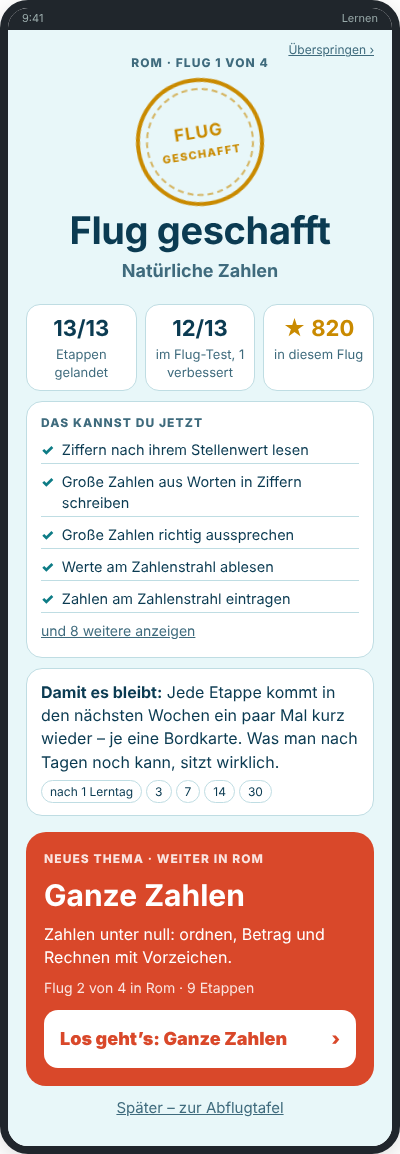 9:41
Lernen
Überspringen ›
ROM · FLUG 1 VON 4
FLUG
GESCHAFFT
Flug geschafft
Natürliche Zahlen
13/13
Etappen
gelandet
12/13
im Flug-Test, 1
verbessert
★ 820
in diesem Flug
DAS KANNST DU JETZT
✔ Ziffern nach ihrem Stellenwert lesen
✔ Große Zahlen aus Worten in Ziffern
schreiben
✔ Große Zahlen richtig aussprechen
✔ Werte am Zahlenstrahl ablesen
✔ Zahlen am Zahlenstrahl eintragen
und 8 weitere anzeigen
Damit es bleibt: Jede Etappe kommt in
den nächsten Wochen ein paar Mal kurz
wieder – je eine Bordkarte. Was man nach
Tagen noch kann, sitzt wirklich.
nach 1 Lerntag 3 7 14 30
NEUES THEMA · WEITER IN ROM
Ganze Zahlen
Zahlen unter null: ordnen, Betrag und
Rechnen mit Vorzeichen.
Flug 2 von 4 in Rom · 9 Etappen
Los geht’s: Ganze Zahlen ›
Später – zur Abflugtafel